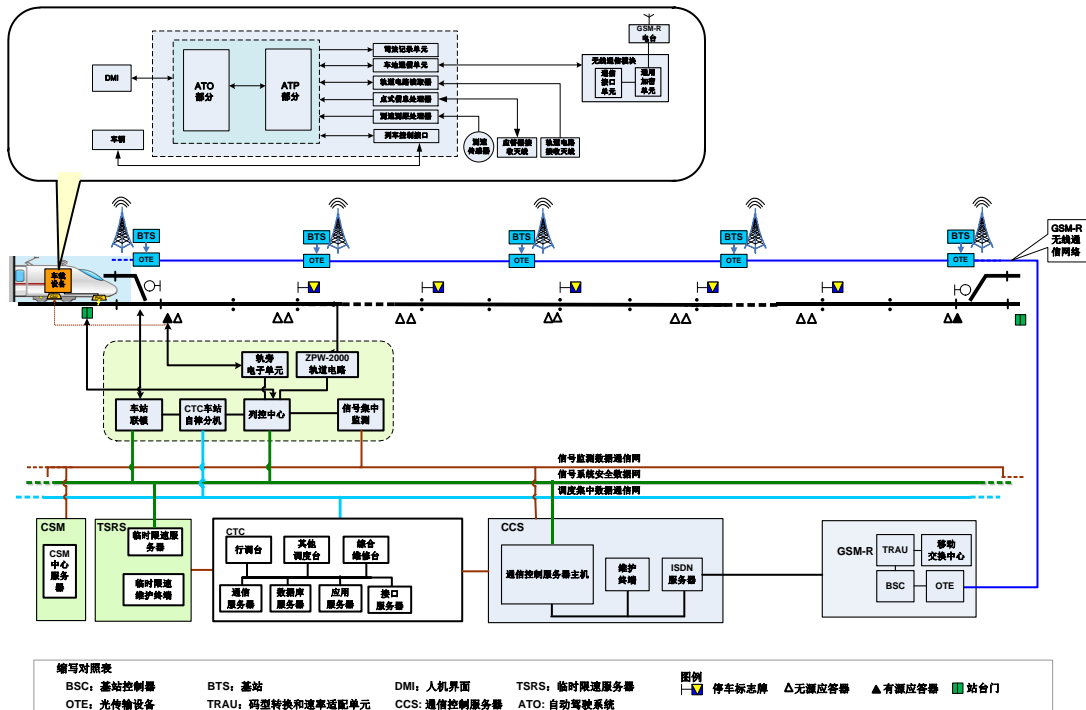 GSM-R
电台
DMI
ATO
部分
ATP
部分
司法记录单元
车地通信单元
轨道电路读取器
点式信息处理器
测速测距处理器
列车控制接口
无线通信模块
通信
接口
单元
通用
加密
单元
车辆
测速
传感器
应答器接
收天线
轨道电路
接收天线
BTS
OTE
BTS
OTE
BTS
OTE
BTS
OTE
BTS
OTE
GSM-R
无线通
信网络
车载
设备
轨旁
电子单元
ZPW-2000
轨道电路
车站
联锁
CTC车站
自律分机
列控中心
信号集中
监测
信号监测数据通信网
信号系统安全数据网
调度集中数据通信网
CSM
CSM
中心
服务
器
TSRS
临时限速服
务器
临时限速
维护终端
CTC
行调台
其他
调度台
综合
维修台
通信
服务器
数据库
服务器
应用
服务器
接口
服务器
CCS
通信控制服务器主机
维护
终端
ISDN
服务器
GSM-R
TRAU
移动
交换中心
BSC
OTE
缩写对照表
BSC：基站控制器
BTS：基站
DMI：人机界面
TSRS：临时限速服务器
OTE：光传输设备
TRAU：码型转换和速率适配单元
CCS：通信控制服务器
ATO：自动驾驶系统
图例
停车标志牌
无源应答器
有源应答器
站台门